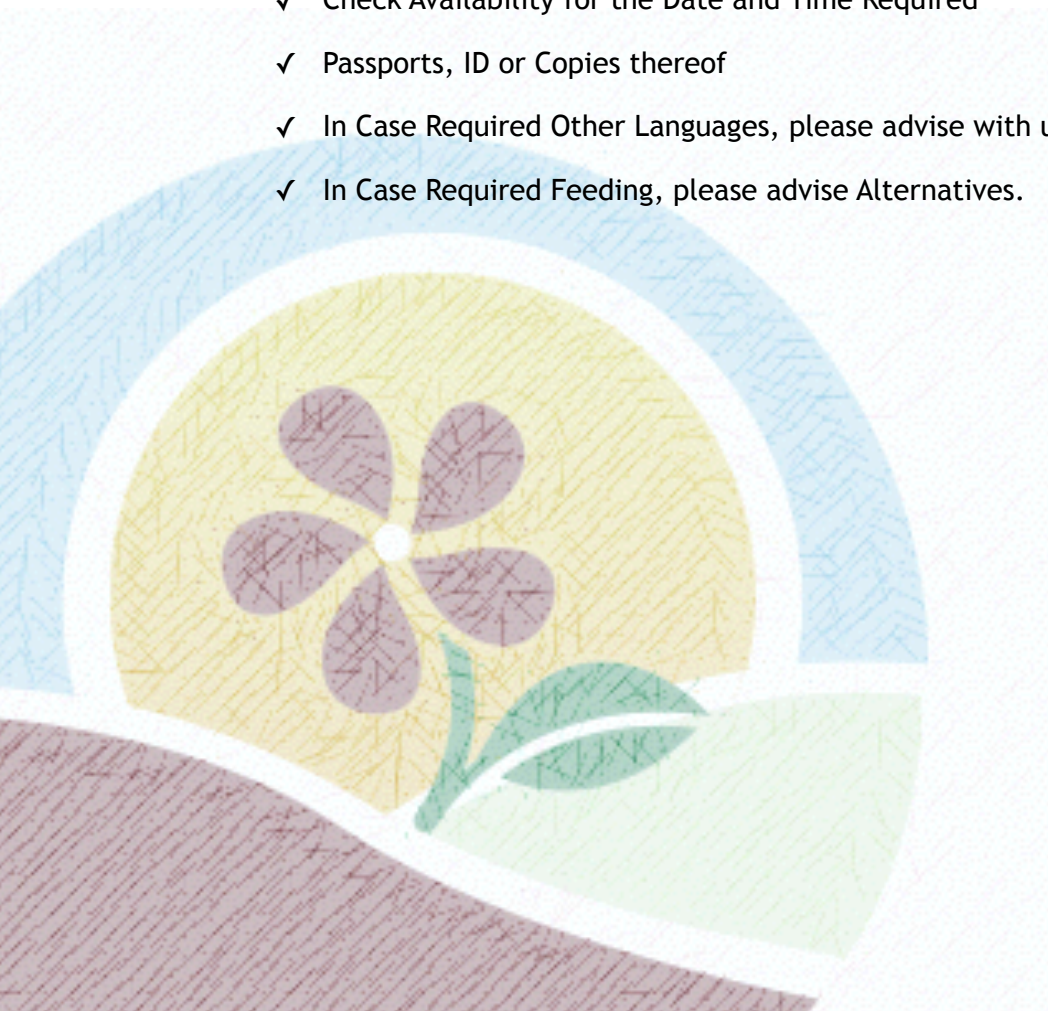 ✓ Check Availability for the Date and Time Required
✓ Passports, ID or Copies thereof
✓ In Case Required Other Languages, please advise with
✓ In Case Required Feeding, please advise Alternatives.